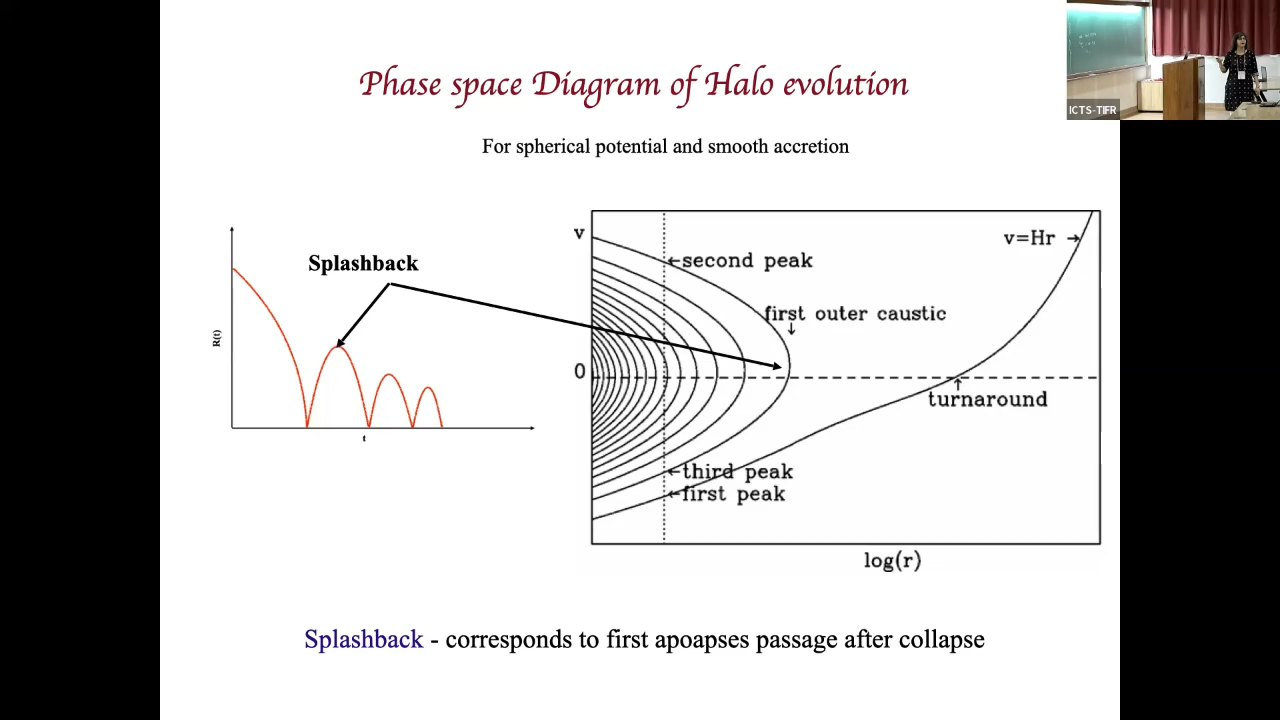 Phase space Diagram of Halo evolution
For spherical potential and smooth accretion
ICTS-TIFR
Splashback
R(t)
t
v
0
second peak
first outer caustic
v=Hr
turnaround
third peak
first peak
log(r)
Splashback - corresponds to first apoapses passage after collapse